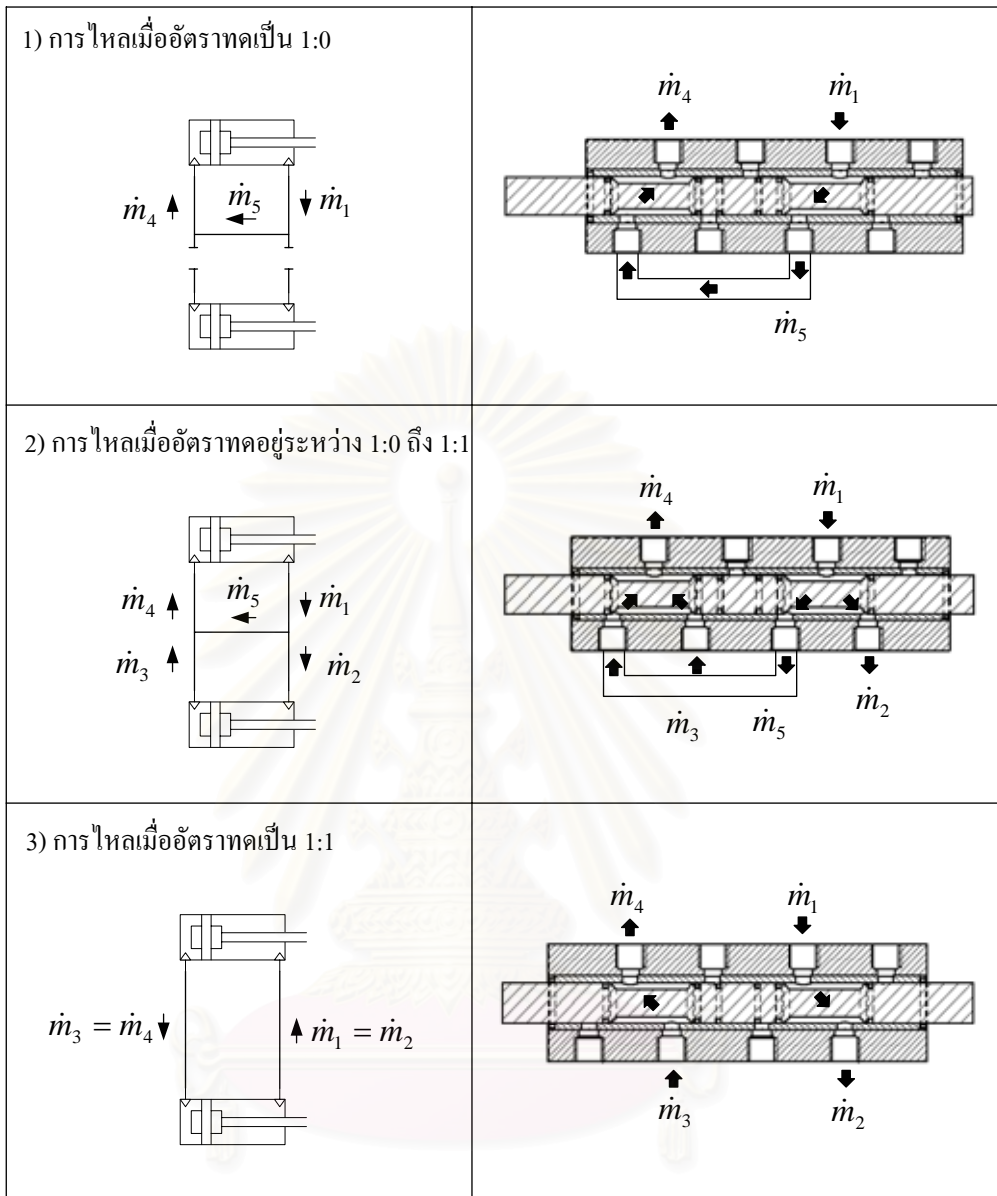 1) การไหลเมื่ออัตราทดเป็น 1:0
ṁ₄ ṁ₁
ṁ₄ ṁ₅ ṁ₁
ṁ₅
2) การไหลเมื่ออัตราทดอยู่ระหว่าง 1:0 ถึง 1:1
ṁ₄ ṁ₁
ṁ₄ ṁ₅ ṁ₁
ṁ₃ ṁ₂
ṁ₃ ṁ₅ ṁ₂
3) การไหลเมื่ออัตราทดเป็น 1:1
ṁ₄ ṁ₁
ṁ₃ = ṁ₄ ṁ₁ = ṁ₂
ṁ₃ ṁ₂